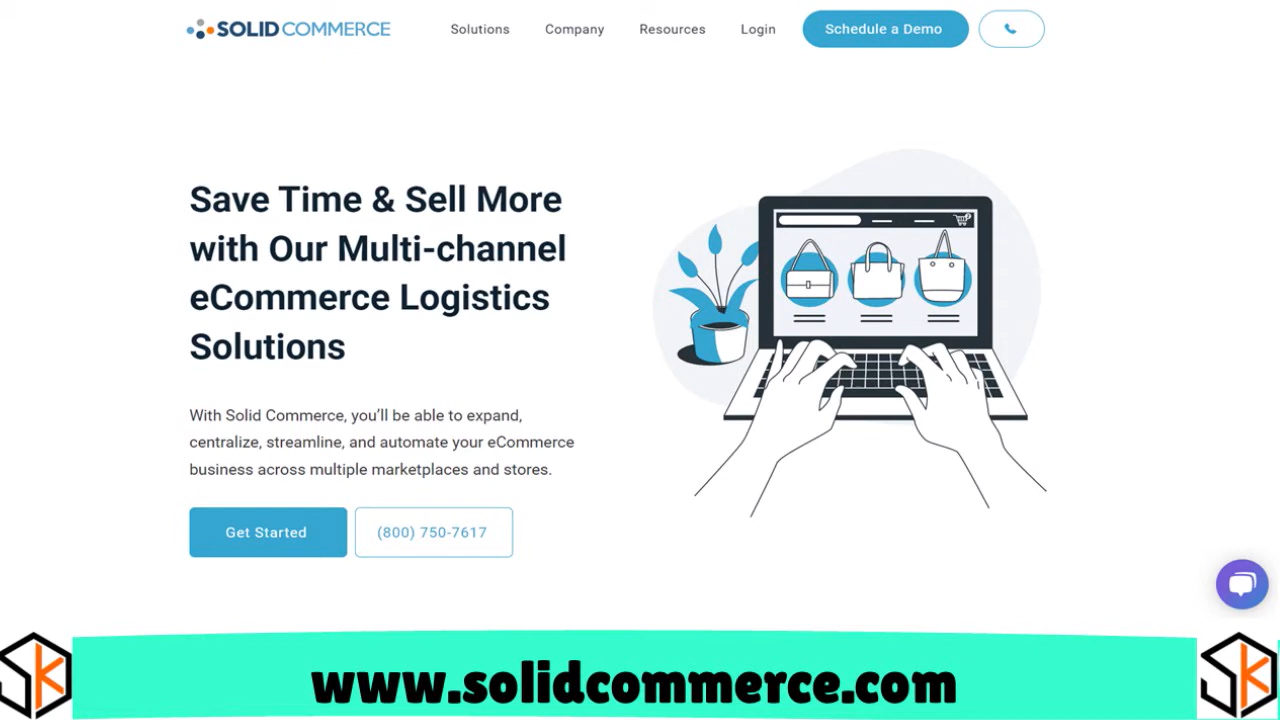 SOLID COMMERCE
Solutions
Company
Resources
Login
Schedule a Demo
Save Time & Sell More
with Our Multi-channel
eCommerce Logistics
Solutions
With Solid Commerce, you’ll be able to expand,
centralize, streamline, and automate your eCommerce
business across multiple marketplaces and stores.
Get Started
(800) 750-7617
Sk
www.solidcommerce.com
Sk